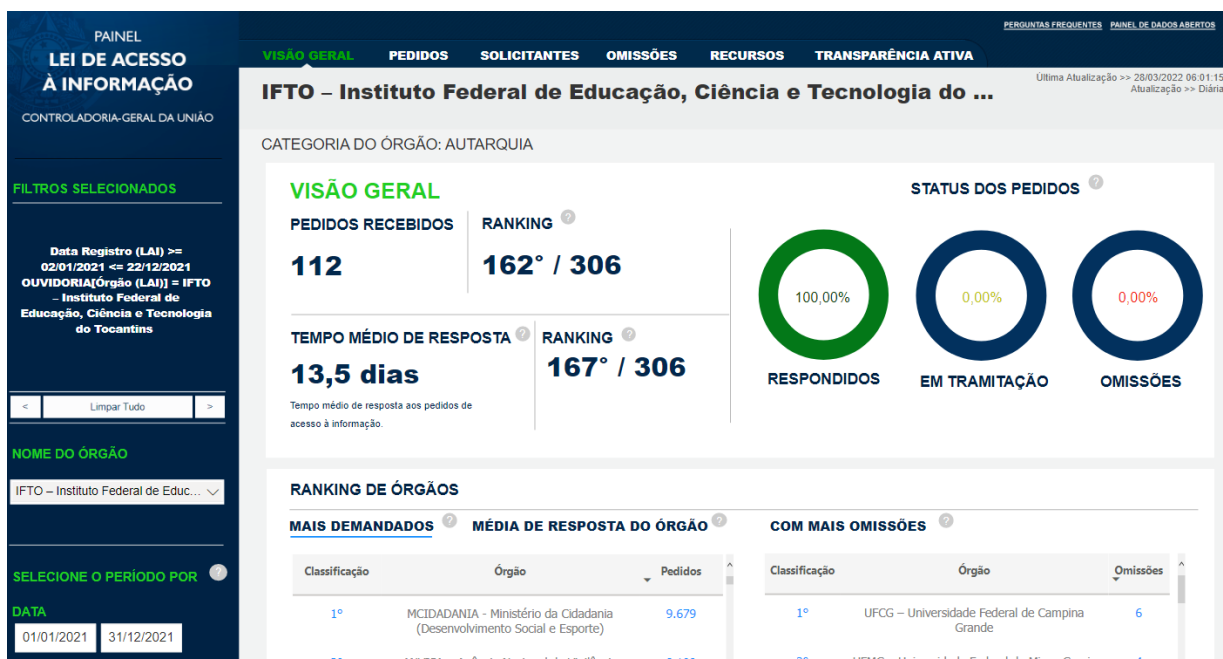 PAINEL
LEI DE ACESSO
À INFORMAÇÃO
CONTROLADORIA-GERAL DA UNIÃO
PERGUNTAS FREQUENTES PAINEL DE DADOS ABERTOS
VISÃO GERAL PEDIDOS SOLICITANTES OMISSÕES RECURSOS TRANSPARÊNCIA ATIVA
IFTO – Instituto Federal de Educação, Ciência e Tecnologia do ...
Última Atualização >> 28/03/2022 06:01:15
Atualização >> Diária
CATEGORIA DO ÓRGÃO: AUTARQUIA
FILTROS SELECIONADOS
Data Registro (LAI) >=
02/01/2021 <= 22/12/2021
OUVIDORIA[Órgão (LAI)] = IFTO
– Instituto Federal de
Educação, Ciência e Tecnologia
do Tocantins
< Limpar Tudo >
NOME DO ÓRGÃO
IFTO – Instituto Federal de Educ...
SELECIONE O PERÍODO POR ?
DATA
01/01/2021 31/12/2021
VISÃO GERAL
PEDIDOS RECEBIDOS RANKING ?
112 162° / 306
TEMPO MÉDIO DE RESPOSTA ? RANKING ?
13,5 dias 167° / 306
Tempo médio de resposta aos pedidos de
acesso à informação.
STATUS DOS PEDIDOS ?
100,00% 0,00% 0,00%
RESPONDIDOS EM TRAMITAÇÃO OMISSÕES
RANKING DE ÓRGÃOS
MAIS DEMANDADOS ? MÉDIA DE RESPOSTA DO ÓRGÃO ? COM MAIS OMISSÕES ?
Classificação Órgão Pedidos
1º MCIDADANIA - Ministério da Cidadania 9.679
(Desenvolvimento Social e Esporte)
Classificação Órgão Omissões
1º UFCG – Universidade Federal de Campina 6
Grande